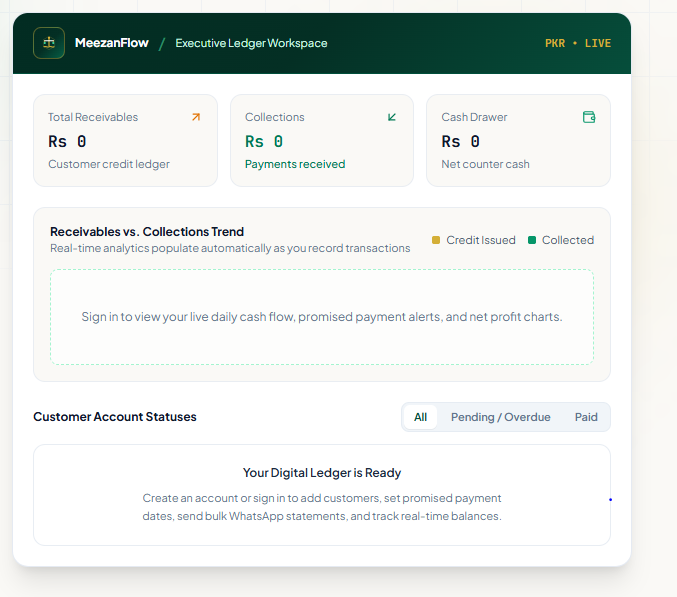 MeezanFlow / Executive Ledger Workspace PKR • LIVE
Total Receivables
Rs 0
Customer credit ledger
Collections
Rs 0
Payments received
Cash Drawer
Rs 0
Net counter cash
Receivables vs. Collections Trend
Real-time analytics populate automatically as you record transactions
Credit Issued Collected
Sign in to view your live daily cash flow, promised payment alerts, and net profit charts.
Customer Account Statuses
All Pending / Overdue Paid
Your Digital Ledger is Ready
Create an account or sign in to add customers, set promised payment
dates, send bulk WhatsApp statements, and track real-time balances.